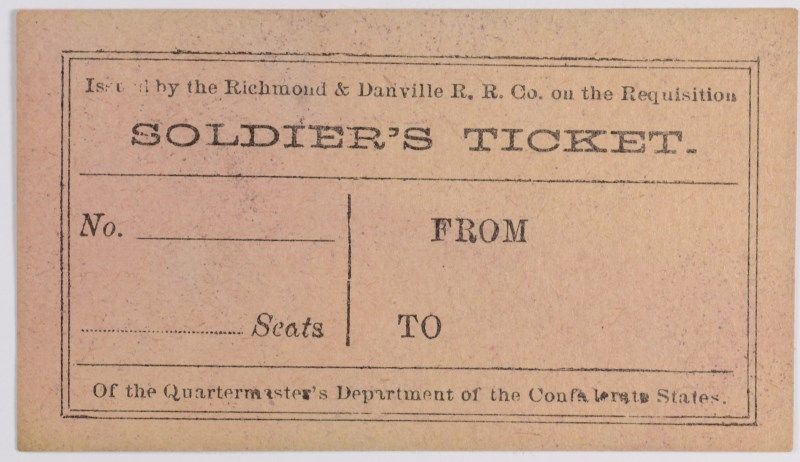 Issued by the Richmond & Danville R. R. Co. on the Requisition
SOLDIER'S TICKET.
No.
FROM
Seats
TO
Of the Quartermaster's Department of the Confederate States.